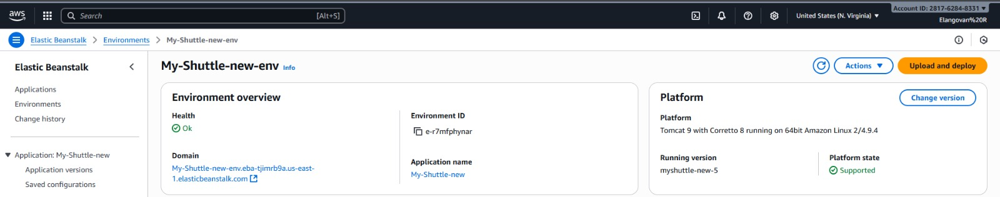 aws
Search
[Alt+S]
United States (N. Virginia)
Account ID: 2817-6284-8331
Elangovan%20R
Elastic Beanstalk
Environments
My-Shuttle-new-env
Elastic Beanstalk
Applications
Environments
Change history
Application: My-Shuttle-new
Application versions
Saved configurations
My-Shuttle-new-env Info
Actions
Upload and deploy
Environment overview
Health
Ok
Domain
My-Shuttle-new-env.eba-tjimrb9a.us-east-
1.elasticbeanstalk.com
Environment ID
e-r7mfphynar
Application name
My-Shuttle-new
Platform
Change version
Platform
Tomcat 9 with Corretto 8 running on 64bit Amazon Linux 2/4.9.4
Running version
myshuttle-new-5
Platform state
Supported